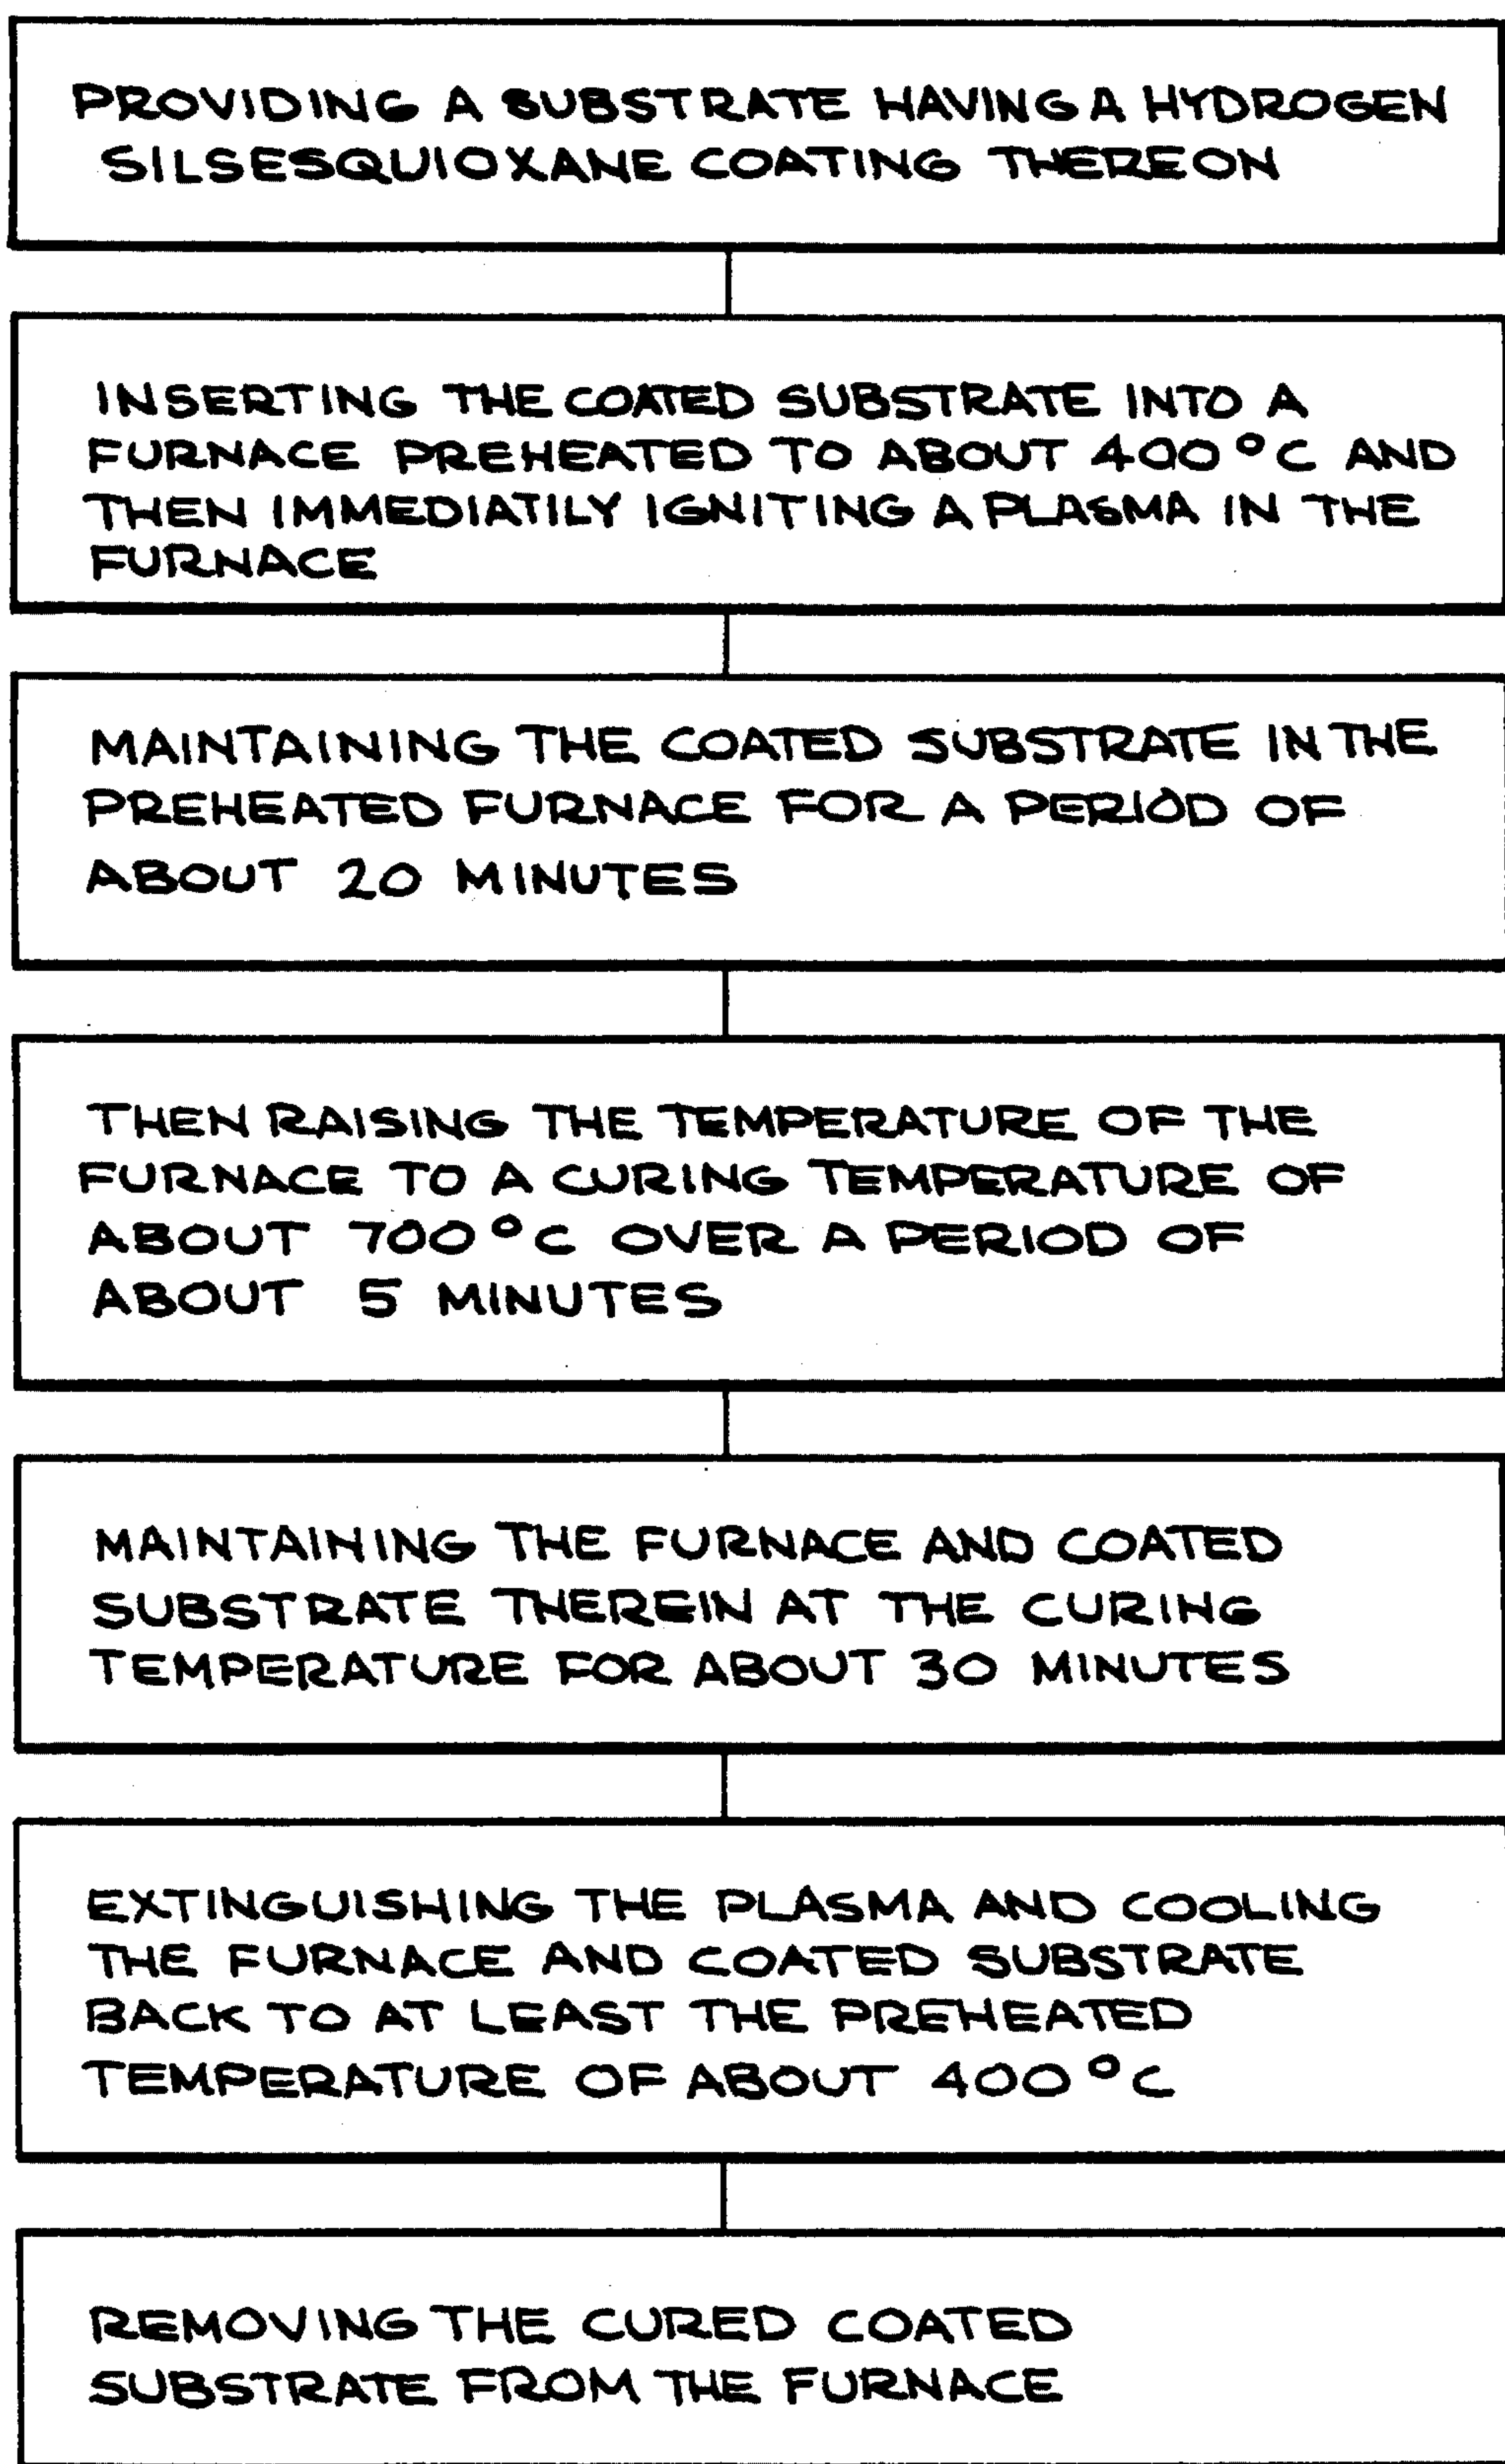 PROVIDING A SUBSTRATE HAVING A HYDROGEN
SILSESQUIOXANE COATING THEREON
INSERTING THE COATED SUBSTRATE INTO A
FURNACE PREHEATED TO ABOUT 400°C AND
THEN IMMEDIATILY IGNITING A PLASMA IN THE
FURNACE
MAINTAINING THE COATED SUBSTRATE IN THE
PREHEATED FURNACE FOR A PERIOD OF
ABOUT 20 MINUTES
THEN RAISING THE TEMPERATURE OF THE
FURNACE TO A CURING TEMPERATURE OF
ABOUT 700°C OVER A PERIOD OF
ABOUT 5 MINUTES
MAINTAINING THE FURNACE AND COATED
SUBSTRATE THEREIN AT THE CURING
TEMPERATURE FOR ABOUT 30 MINUTES
EXTINGUISHING THE PLASMA AND COOLING
THE FURNACE AND COATED SUBSTRATE
BACK TO AT LEAST THE PREHEATED
TEMPERATURE OF ABOUT 400°C
REMOVING THE CURED COATED
SUBSTRATE FROM THE FURNACE